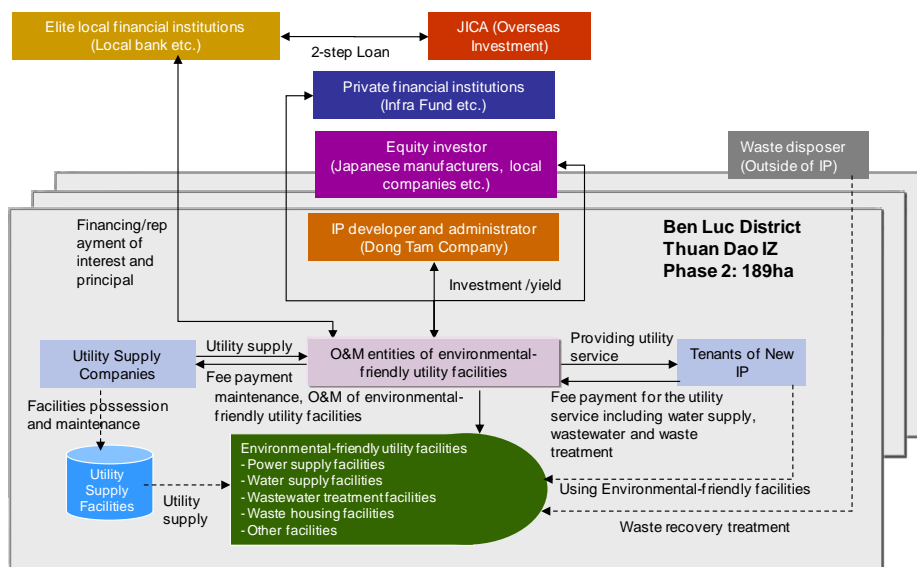 Elite local financial institutions
(Local bank etc.)
2-step Loan
JICA (Overseas
Investment)
Private financial institutions
(Infra Fund etc.)
Equity investor
(Japanese manufacturers, local
companies etc.)
Waste disposer
(Outside of IP)
Financing/rep
ayment of
interest and
principal
IP developer and administrator
(Dong Tam Company)
Ben Luc District
Thuan Dao IZ
Phase 2: 189ha
Investment /yield
Utility Supply
Companies
Utility supply
O&M entities of environmental-
friendly utility facilities
Providing utility
service
Tenants of New
IP
Fee payment
maintenance, O&M of environmental-
friendly utility facilities
Fee payment for the utility
service including water supply,
wastewater and waste
treatment
Facilities possession
and maintenance
Utility
Supply
Facilities
Utility
supply
Environmental-friendly utility facilities
- Power supply facilities
- Water supply facilities
- Wastewater treatment facilities
- Waste housing facilities
- Other facilities
Using Environmental-friendly facilities
Waste recovery treatment